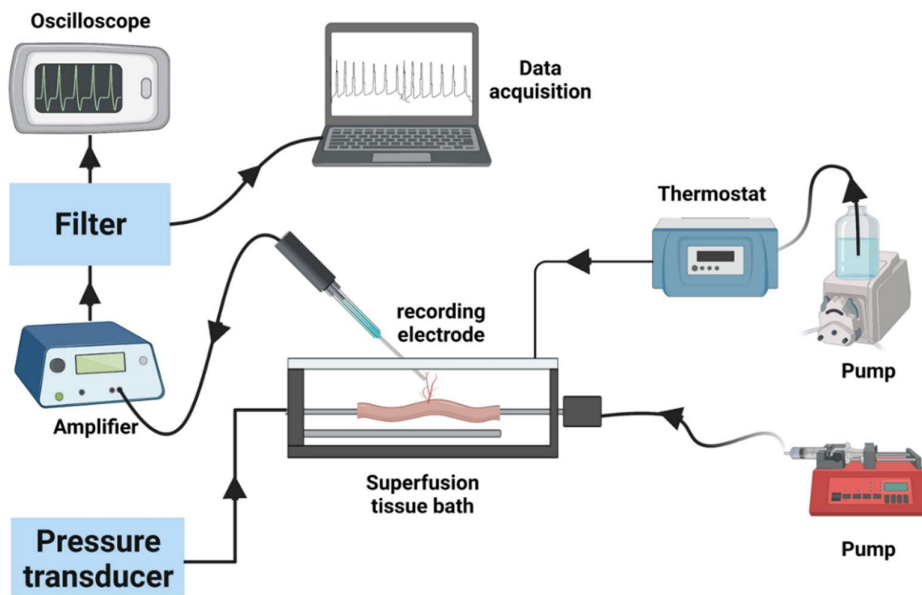 Oscilloscope
Data
acquisition
Filter
Thermostat
recording
electrode
Pump
Amplifier
Superfusion
tissue bath
Pressure
transducer
Pump